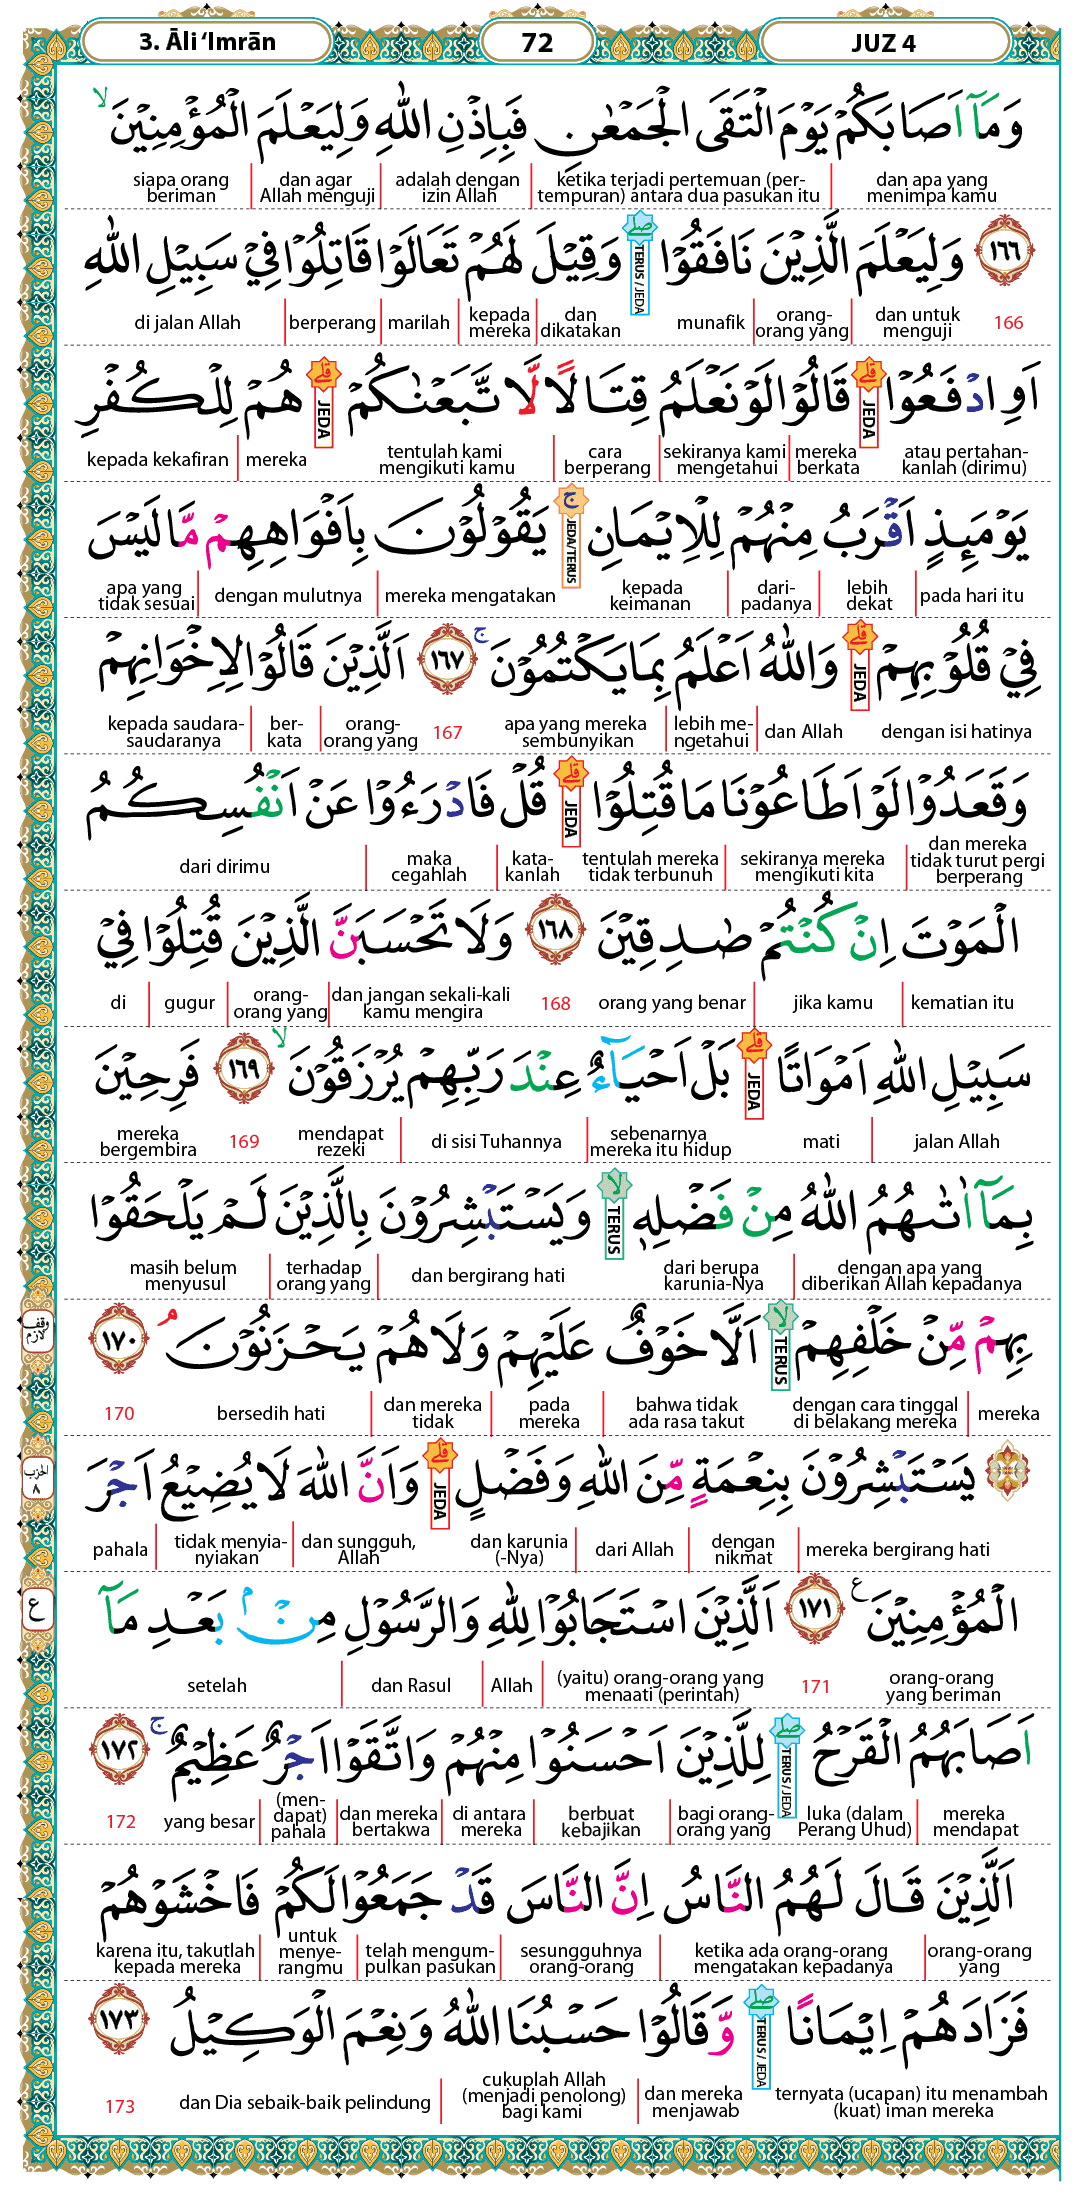 3. Āli ‘Imrān 72 JUZ 4
وَمَآ اَصَابَكُمْ يَوْمَ الْتَقَى الْجَمْعٰنِ فَبِاِذْنِ اللّٰهِ وَلِيَعْلَمَ الْمُؤْمِنِيْنَۙ
dan apa yang menimpa kamu | ketika terjadi pertemuan (per-tempuran) antara dua pasukan itu | adalah dengan izin Allah | dan agar Allah menguji | siapa orang beriman
١٦٦ وَلِيَعْلَمَ الَّذِيْنَ نَافَقُوْا ۖ TERUS / JEDA وَقِيْلَ لَهُمْ تَعَالَوْا قَاتِلُوْا فِيْ سَبِيْلِ اللّٰهِ
166 dan untuk menguji | orang-orang yang | munafik | dan dikatakan | kepada mereka | marilah | berperang | di jalan Allah
اَوِ ادْفَعُوْا ۗ JEDA قَالُوْا لَوْ نَعْلَمُ قِتَالًا لَّا تَّبَعْنٰكُمْ ۗ JEDA هُمْ لِلْكُفْرِ
atau pertahan-kanlah (dirimu) | mereka berkata | sekiranya kami mengetahui | cara berperang | tentulah kami mengikuti kamu | mereka | kepada kekafiran
يَوْمَىِٕذٍ اَقْرَبُ مِنْهُمْ لِلْاِيْمَانِ ۚ JEDA/TERUS يَقُوْلُوْنَ بِاَفْوَاهِهِمْ مَّا لَيْسَ
pada hari itu | lebih dekat | dari-padanya | kepada keimanan | mereka mengatakan | dengan mulutnya | apa yang tidak sesuai
فِيْ قُلُوْبِهِمْ ۗ JEDA وَاللّٰهُ اَعْلَمُ بِمَا يَكْتُمُوْنَۚ ١٦٧ اَلَّذِيْنَ قَالُوْا لِاِخْوَانِهِمْ
dengan isi hatinya | dan Allah | lebih me-ngetahui | apa yang mereka sembunyikan 167 orang-orang yang | ber-kata | kepada saudara-saudaranya
وَقَعَدُوْا لَوْ اَطَاعُوْنَا مَا قُتِلُوْا ۗ JEDA قُلْ فَادْرَءُوْا عَنْ اَنْفُسِكُمُ
dan mereka tidak turut pergi berperang | sekiranya mereka mengikuti kita | tentulah mereka tidak terbunuh | kata-kanlah | maka cegahlah | dari dirimu
الْمَوْتَ اِنْ كُنْتُمْ صٰدِقِيْنَ ١٦٨ وَلَا تَحْسَبَنَّ الَّذِيْنَ قُتِلُوْا فِيْ
kematian itu | jika kamu | orang yang benar 168 dan jangan sekali-kali kamu mengira | orang-orang yang | gugur | di
سَبِيْلِ اللّٰهِ اَمْوَاتًا ۗ JEDA بَلْ اَحْيَاۤءٌ عِنْدَ رَبِّهِمْ يُرْزَقُوْنَۙ ١٦٩ فَرِحِيْنَ
jalan Allah | mati | sebenarnya mereka itu hidup | di sisi Tuhannya | mendapat rezeki 169 mereka bergembira
بِمَآ اٰتٰىهُمُ اللّٰهُ مِنْ فَضْلِهٖ ۙ TERUS وَيَسْتَبْشِرُوْنَ بِالَّذِيْنَ لَمْ يَلْحَقُوْا
dengan apa yang diberikan Allah kepadanya | dari berupa karunia-Nya | dan bergirang hati | terhadap orang yang | masih belum menyusul
بِهِمْ مِّنْ خَلْفِهِمْ ۙ TERUS اَلَّا خَوْفٌ عَلَيْهِمْ وَلَا هُمْ يَحْزَنُوْنَۘ ١٧٠ وقف لازم
mereka | dengan cara tinggal di belakang mereka | bahwa tidak ada rasa takut | pada mereka | dan mereka tidak | bersedih hati 170
يَسْتَبْشِرُوْنَ بِنِعْمَةٍ مِّنَ اللّٰهِ وَفَضْلٍ ۗ JEDA وَاَنَّ اللّٰهَ لَا يُضِيْعُ اَجْرَ الحزب ٨
mereka bergirang hati | dengan nikmat | dari Allah | dan karunia (-Nya) | dan sungguh, Allah | tidak menyia-nyiakan | pahala
الْمُؤْمِنِيْنَ ع ١٧١ اَلَّذِيْنَ اسْتَجَابُوْا لِلّٰهِ وَالرَّسُوْلِ مِنْۢ بَعْدِ مَآ ع
orang-orang yang beriman 171 (yaitu) orang-orang yang menaati (perintah) | Allah | dan Rasul | setelah
اَصَابَهُمُ الْقَرْحُ ۖ TERUS / JEDA لِلَّذِيْنَ اَحْسَنُوْا مِنْهُمْ وَاتَّقَوْا اَجْرٌ عَظِيْمٌۚ ١٧٢
mereka mendapat | luka (dalam Perang Uhud) | bagi orang-orang yang | berbuat kebajikan | di antara mereka | dan mereka bertakwa | (men-dapat) pahala | yang besar 172
اَلَّذِيْنَ قَالَ لَهُمُ النَّاسُ اِنَّ النَّاسَ قَدْ جَمَعُوْا لَكُمْ فَاخْشَوْهُمْ
orang-orang yang | ketika ada orang-orang mengatakan kepadanya | sesungguhnya orang-orang | telah mengum-pulkan pasukan | untuk menye-rangmu | karena itu, takutlah kepada mereka
فَزَادَهُمْ اِيْمَانًا ۖ TERUS / JEDA وَّقَالُوْا حَسْبُنَا اللّٰهُ وَنِعْمَ الْوَكِيْلُ ١٧٣
ternyata (ucapan) itu menambah (kuat) iman mereka | dan mereka menjawab | cukuplah Allah (menjadi penolong) bagi kami | dan Dia sebaik-baik pelindung 173